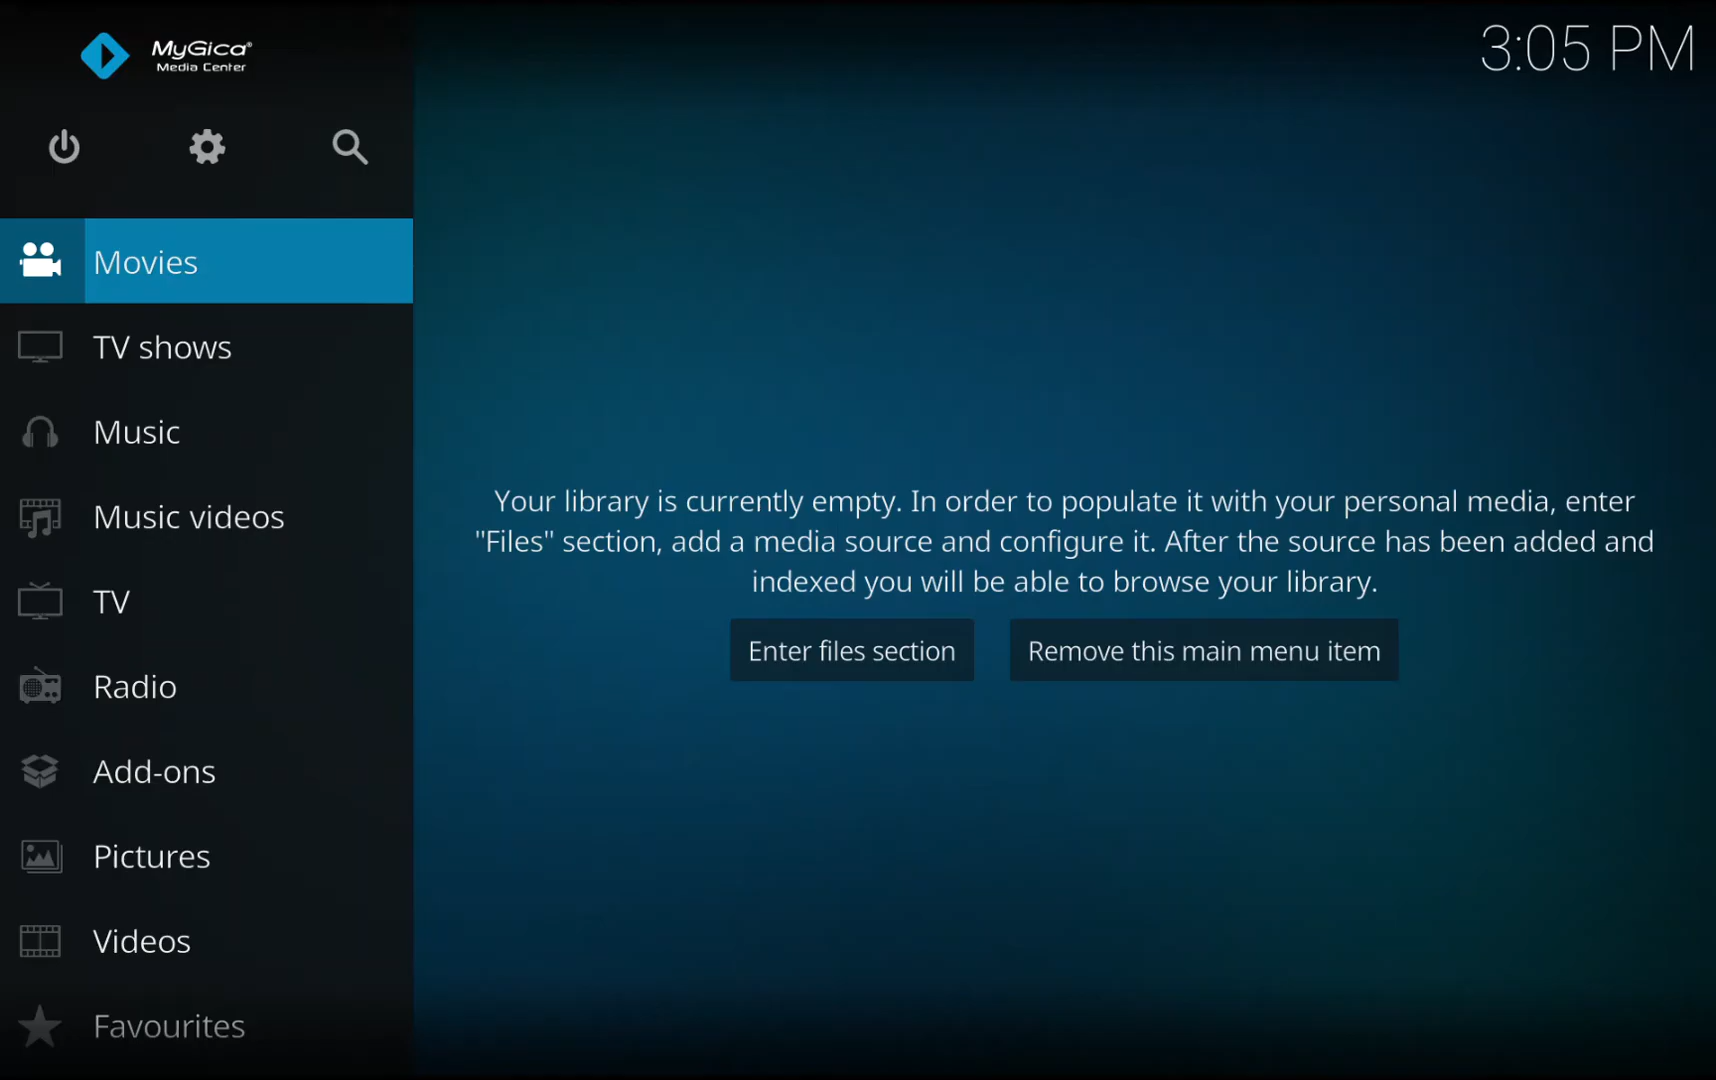 MyGica®
Media Center
3:05 PM
Movies
TV shows
Music
Music videos
TV
Radio
Add-ons
Pictures
Videos
Favourites
Your library is currently empty. In order to populate it with your personal media, enter
"Files" section, add a media source and configure it. After the source has been added and
indexed you will be able to browse your library.
Enter files section
Remove this main menu item